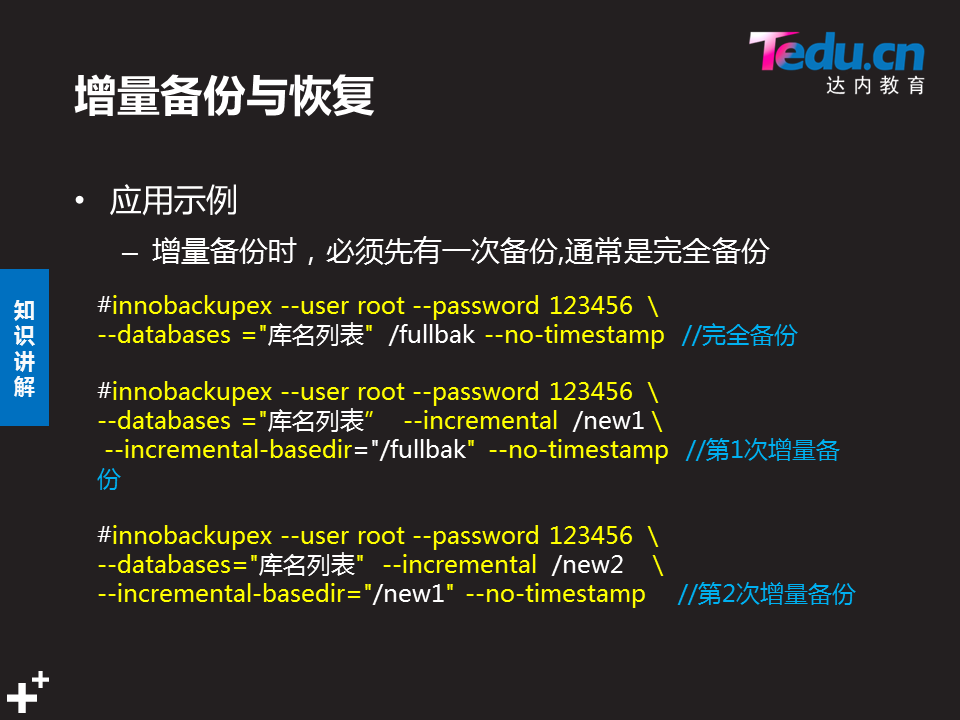 Tedu.cn
达内教育
增量备份与恢复
• 应用示例
– 增量备份时，必须先有一次备份,通常是完全备份
知识讲解
#innobackupex --user root --password 123456 \
--databases ="库名列表" /fullbak --no-timestamp //完全备份
#innobackupex --user root --password 123456 \
--databases ="库名列表” --incremental /new1 \
--incremental-basedir="/fullbak" --no-timestamp //第1次增量备
份
#innobackupex --user root --password 123456 \
--databases="库名列表" --incremental /new2 \
--incremental-basedir="/new1" --no-timestamp //第2次增量备份